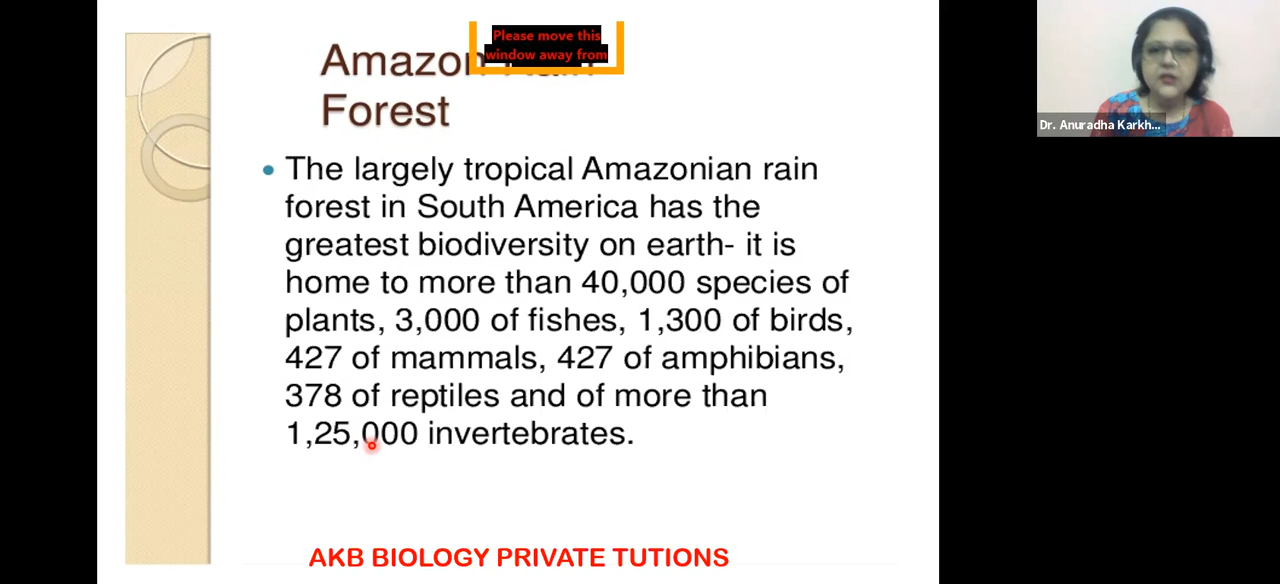 Please move this
window away from
Amazon Rain
Forest
Dr. Anuradha Karkh...
• The largely tropical Amazonian rain
forest in South America has the
greatest biodiversity on earth- it is
home to more than 40,000 species of
plants, 3,000 of fishes, 1,300 of birds,
427 of mammals, 427 of amphibians,
378 of reptiles and of more than
1,25,000 invertebrates.
AKB BIOLOGY PRIVATE TUTIONS